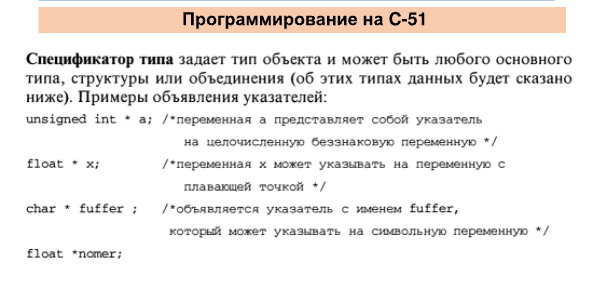 Программирование на С-51
Спецификатор типа задает тип объекта и может быть любого основного
типа, структуры или объединения (об этих типах данных будет сказано
ниже). Примеры объявления указателей:
unsigned int * a; /*переменная а представляет собой указатель
на целочисленную беззнаковую переменную */
float * x; /*переменная х может указывать на переменную с
плавающей точкой */
char * fuffer ; /*объявляется указатель с именем fuffer,
который может указывать на символьную переменную */
float *nomer;